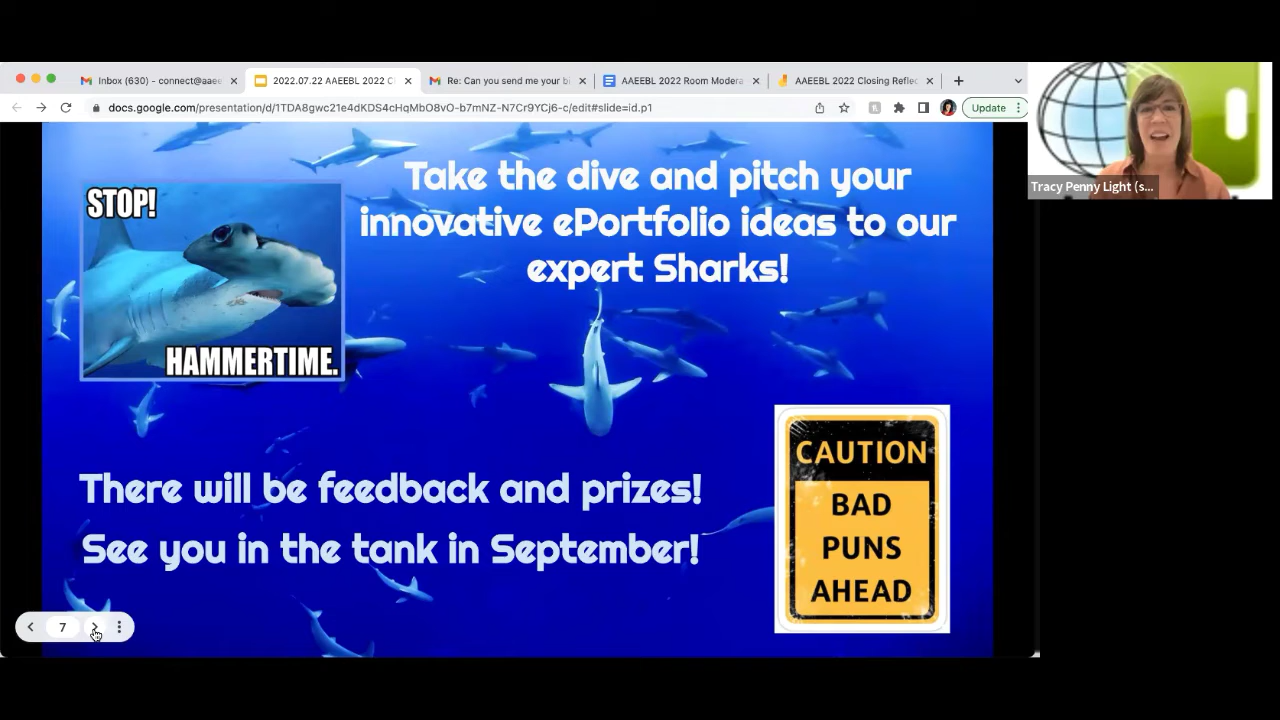 Inbox (630) - connect@aaee
2022.07.22 AAEEBL 2022 C
Re: Can you send me your b
AAEEBL 2022 Room Modera
AAEEBL 2022 Closing Reflec
docs.google.com/presentation/d/1TDA8gwc21e4dKDS4cHqMbO8vO-b7mNZ-N7Cr9YCj6-c/edit#slide=id.p1
Update
Tracy Penny Light (s...
STOP!
HAMMERTIME.
Take the dive and pitch your
innovative ePortfolio ideas to our
expert Sharks!
There will be feedback and prizes!
See you in the tank in September!
CAUTION
BAD
PUNS
AHEAD
7